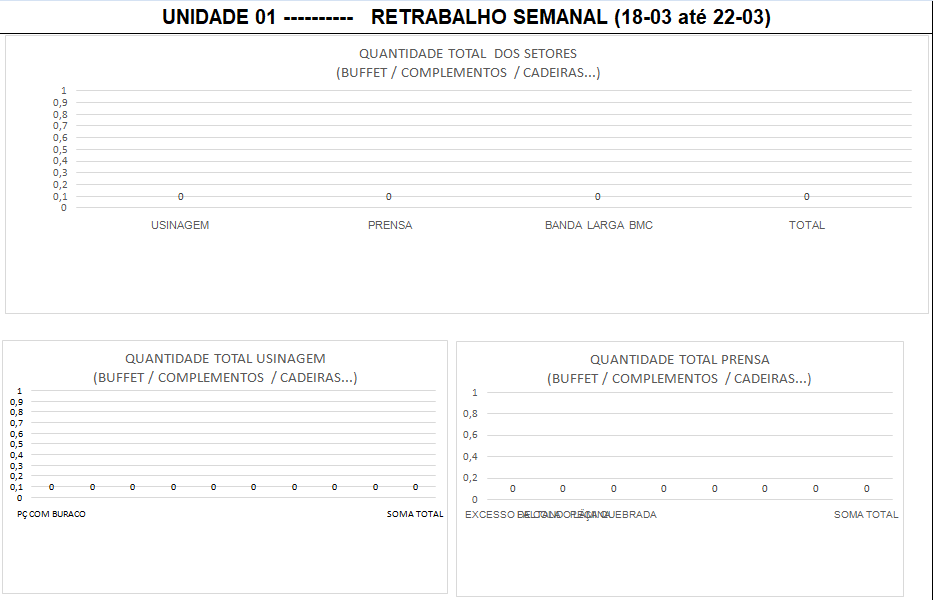 UNIDADE 01 ---------- RETRABALHO SEMANAL (18-03 até 22-03)
QUANTIDADE TOTAL DOS SETORES
(BUFFET / COMPLEMENTOS / CADEIRAS...)
1
0,9
0,8
0,7
0,6
0,5
0,4
0,3
0,2
0,1
0
0 0 0 0
USINAGEM PRENSA BANDA LARGA BMC TOTAL
QUANTIDADE TOTAL USINAGEM
(BUFFET / COMPLEMENTOS / CADEIRAS...)
1
0,9
0,8
0,7
0,6
0,5
0,4
0,3
0,2
0,1
0
0 0 0 0 0 0 0 0 0 0
PÇ COM BURACO SOMA TOTAL
QUANTIDADE TOTAL PRENSA
(BUFFET / COMPLEMENTOS / CADEIRAS...)
1
0,8
0,6
0,4
0,2
0
0 0 0 0 0 0 0 0
EXCESSO QUEBRADA SOMA TOTAL